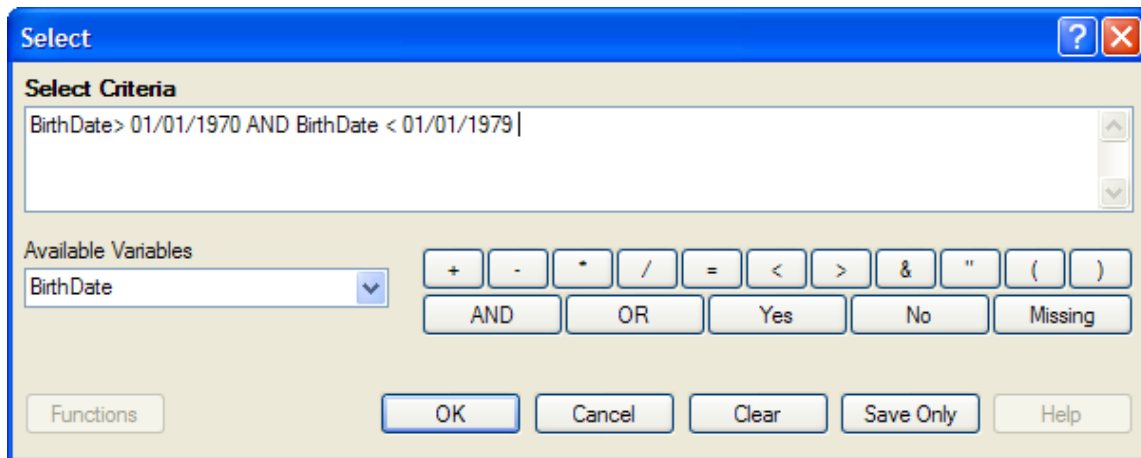 Select
?
Select Criteria
BirthDate> 01/01/1970 AND BirthDate < 01/01/1979
Available Variables
BirthDate
+ - * / = < > & " ( )
AND OR Yes No Missing
Functions OK Cancel Clear Save Only Help